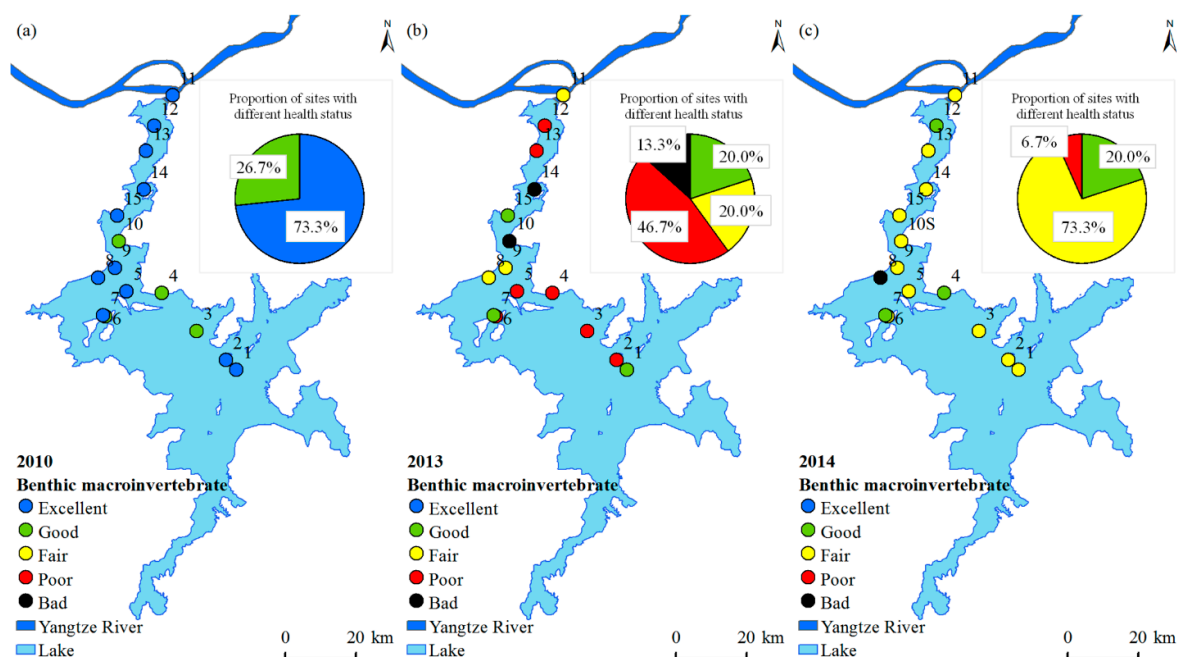 (a)
N
11
12
13
14
15
10
9
8
5
4
7
6
3
2
1
Proportion of sites with
different health status
26.7%
73.3%
2010
Benthic macroinvertebrate
Excellent
Good
Fair
Poor
Bad
Yangtze River
Lake
0 20 km
(b)
N
11
12
13
14
15
10
9
8
5
4
7
6
3
2
1
Proportion of sites with
different health status
13.3%
20.0%
20.0%
46.7%
2013
Benthic macroinvertebrate
Excellent
Good
Fair
Poor
Bad
Yangtze River
Lake
0 20 km
(c)
N
11
12
13
14
15
10S
9
8
5
4
7
6
3
2
1
Proportion of sites with
different health status
6.7%
20.0%
73.3%
2014
Benthic macroinvertebrate
Excellent
Good
Fair
Poor
Bad
Yangtze River
Lake
0 20 km